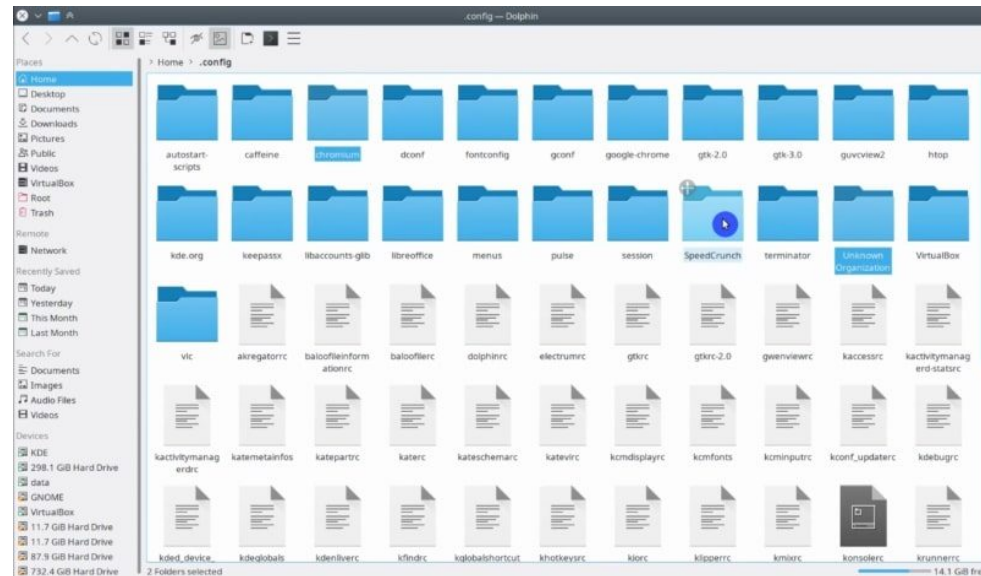 .config — Dolphin
Places
Home
Desktop
Documents
Downloads
Pictures
Public
Videos
VirtualBox
Root
Trash
Remote
Network
Recently Saved
Today
Yesterday
This Month
Last Month
Search For
Documents
Images
Audio Files
Videos
Devices
KDE
298.1 GiB Hard Drive
data
GNOME
VirtualBox
11.7 GiB Hard Drive
11.7 GiB Hard Drive
87.9 GiB Hard Drive
732.4 GiB Hard Drive
> Home > .config
autostart-
scripts
caffeine
chromium
dconf
fontconfig
gconf
google-chrome
gtk-2.0
gtk-3.0
guvcview2
htop
kde.org
keepassx
libaccounts-glib
libreoffice
menus
pulse
session
SpeedCrunch
terminator
Unknown
Organization
VirtualBox
vlc
akregatorrc
baloofileinform
ationrc
baloofilerc
dolphinrc
electrumrc
gtkrc
gtkrc-2.0
gwenviewrc
kaccessrc
kactivitymanag
erd-statsrc
kactivitymanag
erdrc
katemetainfos
katepartrc
katerc
kateschemarc
katevirc
kcmdisplayrc
kcmfonts
kcminputrc
kconf_updaterc
kdebugrc
kded_device_
kdeglobals
kdenliverc
kfindrc
kglobalshortcut
khotkeysrc
kiorc
klipperrc
kmixrc
konsolerc
krunnerrc
2 Folders selected
14.1 GiB fre